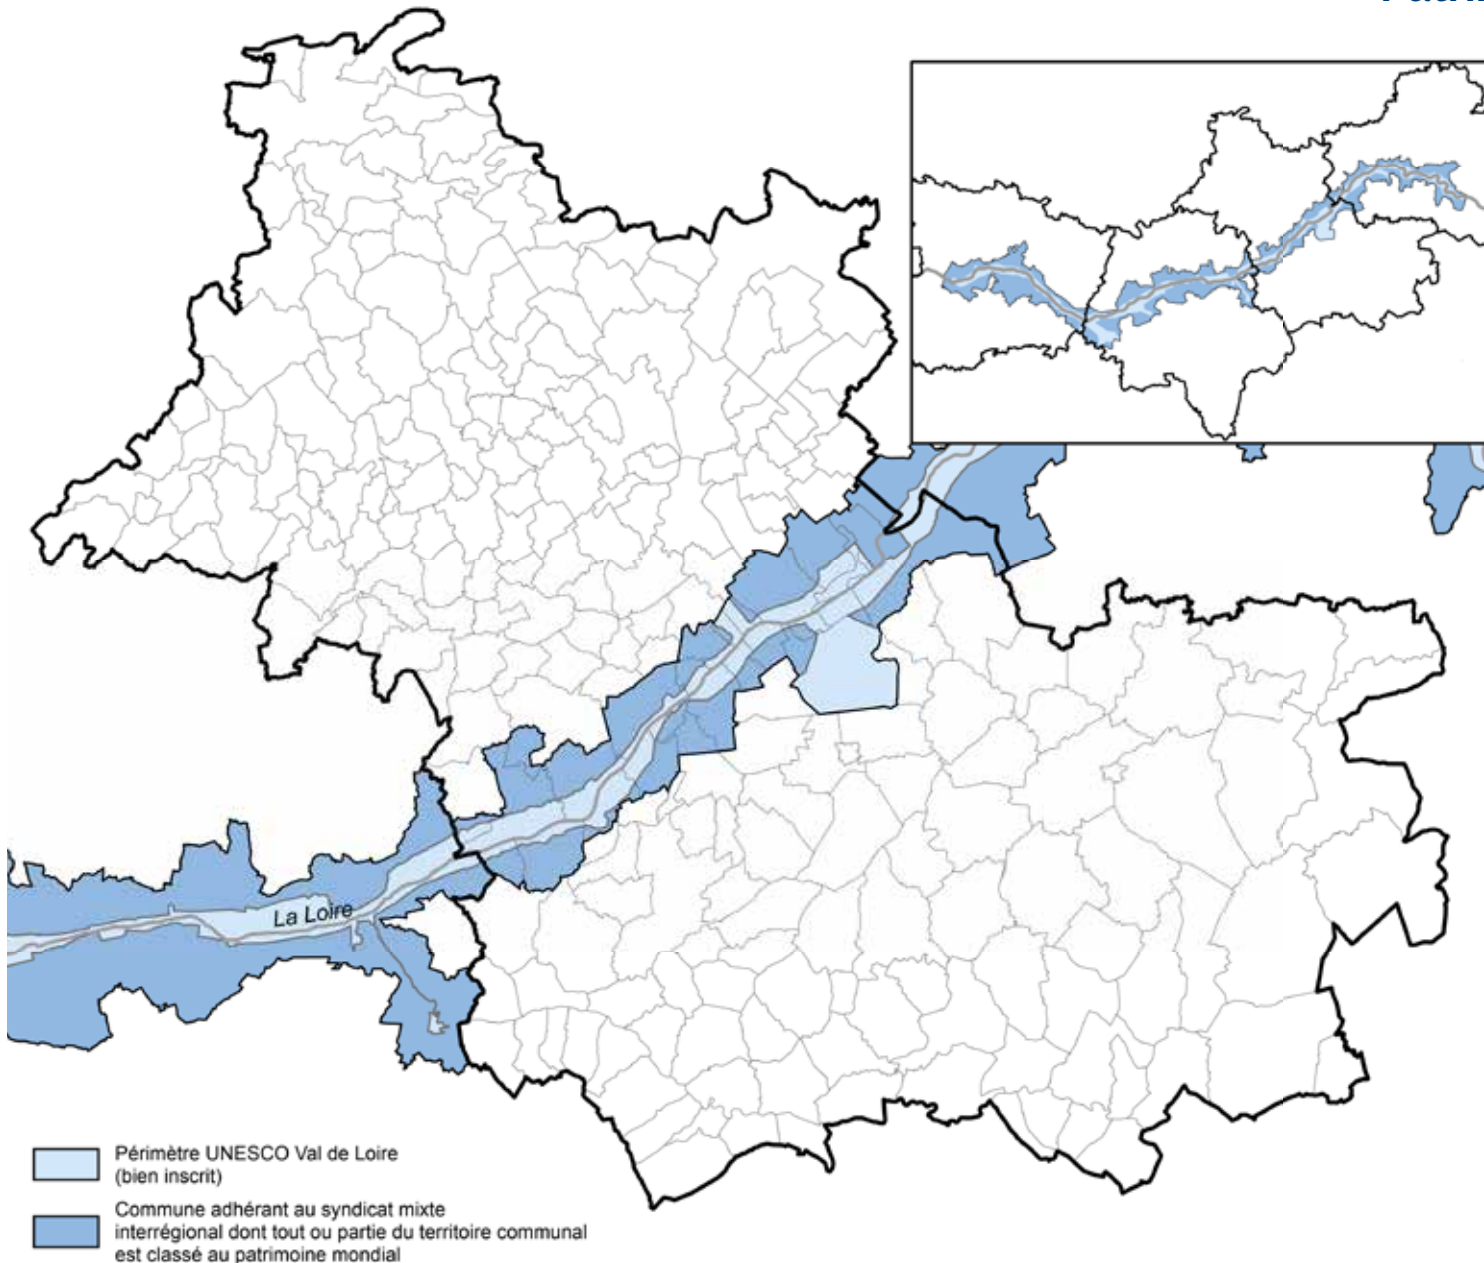 La Loire
Périmètre UNESCO Val de Loire
(bien inscrit)
Commune adhérant au syndicat mixte
interrégional dont tout ou partie du territoire communal
est classé au patrimoine mondial